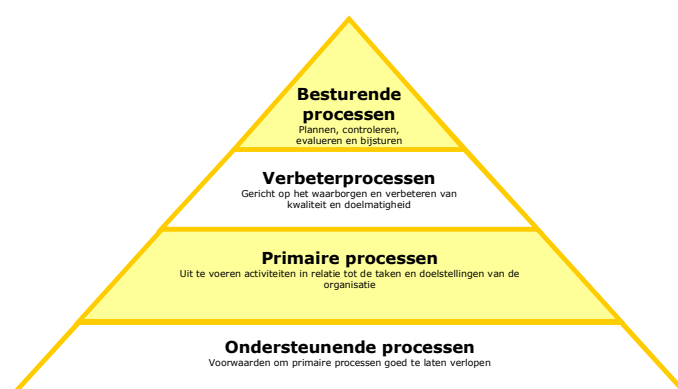 Besturende
processen
Plannen, controleren,
evalueren en bijsturen
Verbeterprocessen
Gericht op het waarborgen en verbeteren van
kwaliteit en doelmatigheid
Primaire processen
Uit te voeren activiteiten in relatie tot de taken en doelstellingen van de
organisatie
Ondersteunende processen
Voorwaarden om primaire processen goed te laten verlopen